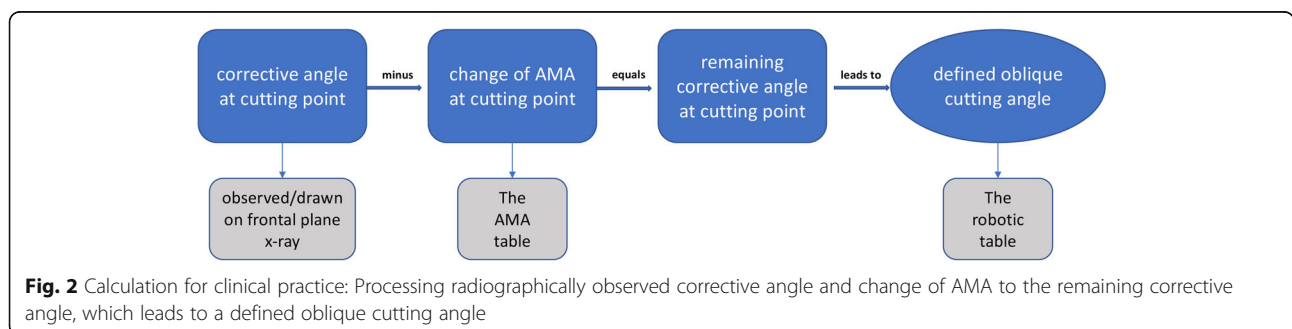 corrective angle
at cutting point
minus
change of AMA
at cutting point
equals
remaining
corrective angle
at cutting point
leads to
defined oblique
cutting angle
observed/drawn
on frontal plane
x-ray
The
AMA
table
The
robotic
table
Fig. 2 Calculation for clinical practice: Processing radiographically observed corrective angle and change of AMA to the remaining corrective
angle, which leads to a defined oblique cutting angle